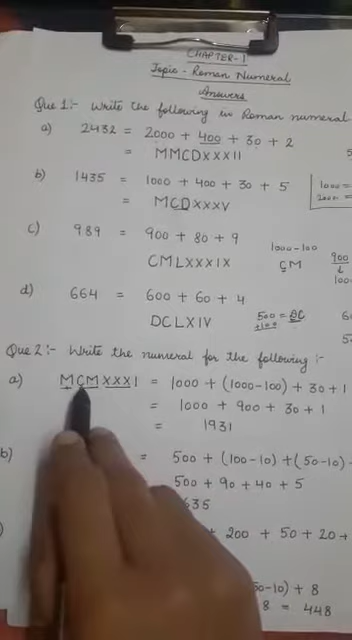 CHAPTER-1
Topic - Roman Numeral
Answers
Que 1:- Write the following in Roman numeral
a) 2432 = 2000 + 400 + 30 + 2
= MMCDXXXII
b) 1435 = 1000 + 400 + 30 + 5
= MCDXXXV
1000 =
c) 989 = 900 + 80 + 9
1000-100
CMLXXXIX
CM
900
d) 664 = 600 + 60 + 4
DCLXIV
500 =
+100
Que 2:- Write the numeral for the following :-
a) MCMXXXI = 1000 + (1000-100) + 30 + 1
= 1000 + 900 + 30 + 1
= 1931
b) = 500 + (100-10) + (50-10)
500 + 90 + 40 + 5
635
+ 200 + 50 + 20 +
50-10) + 8
8 = 448